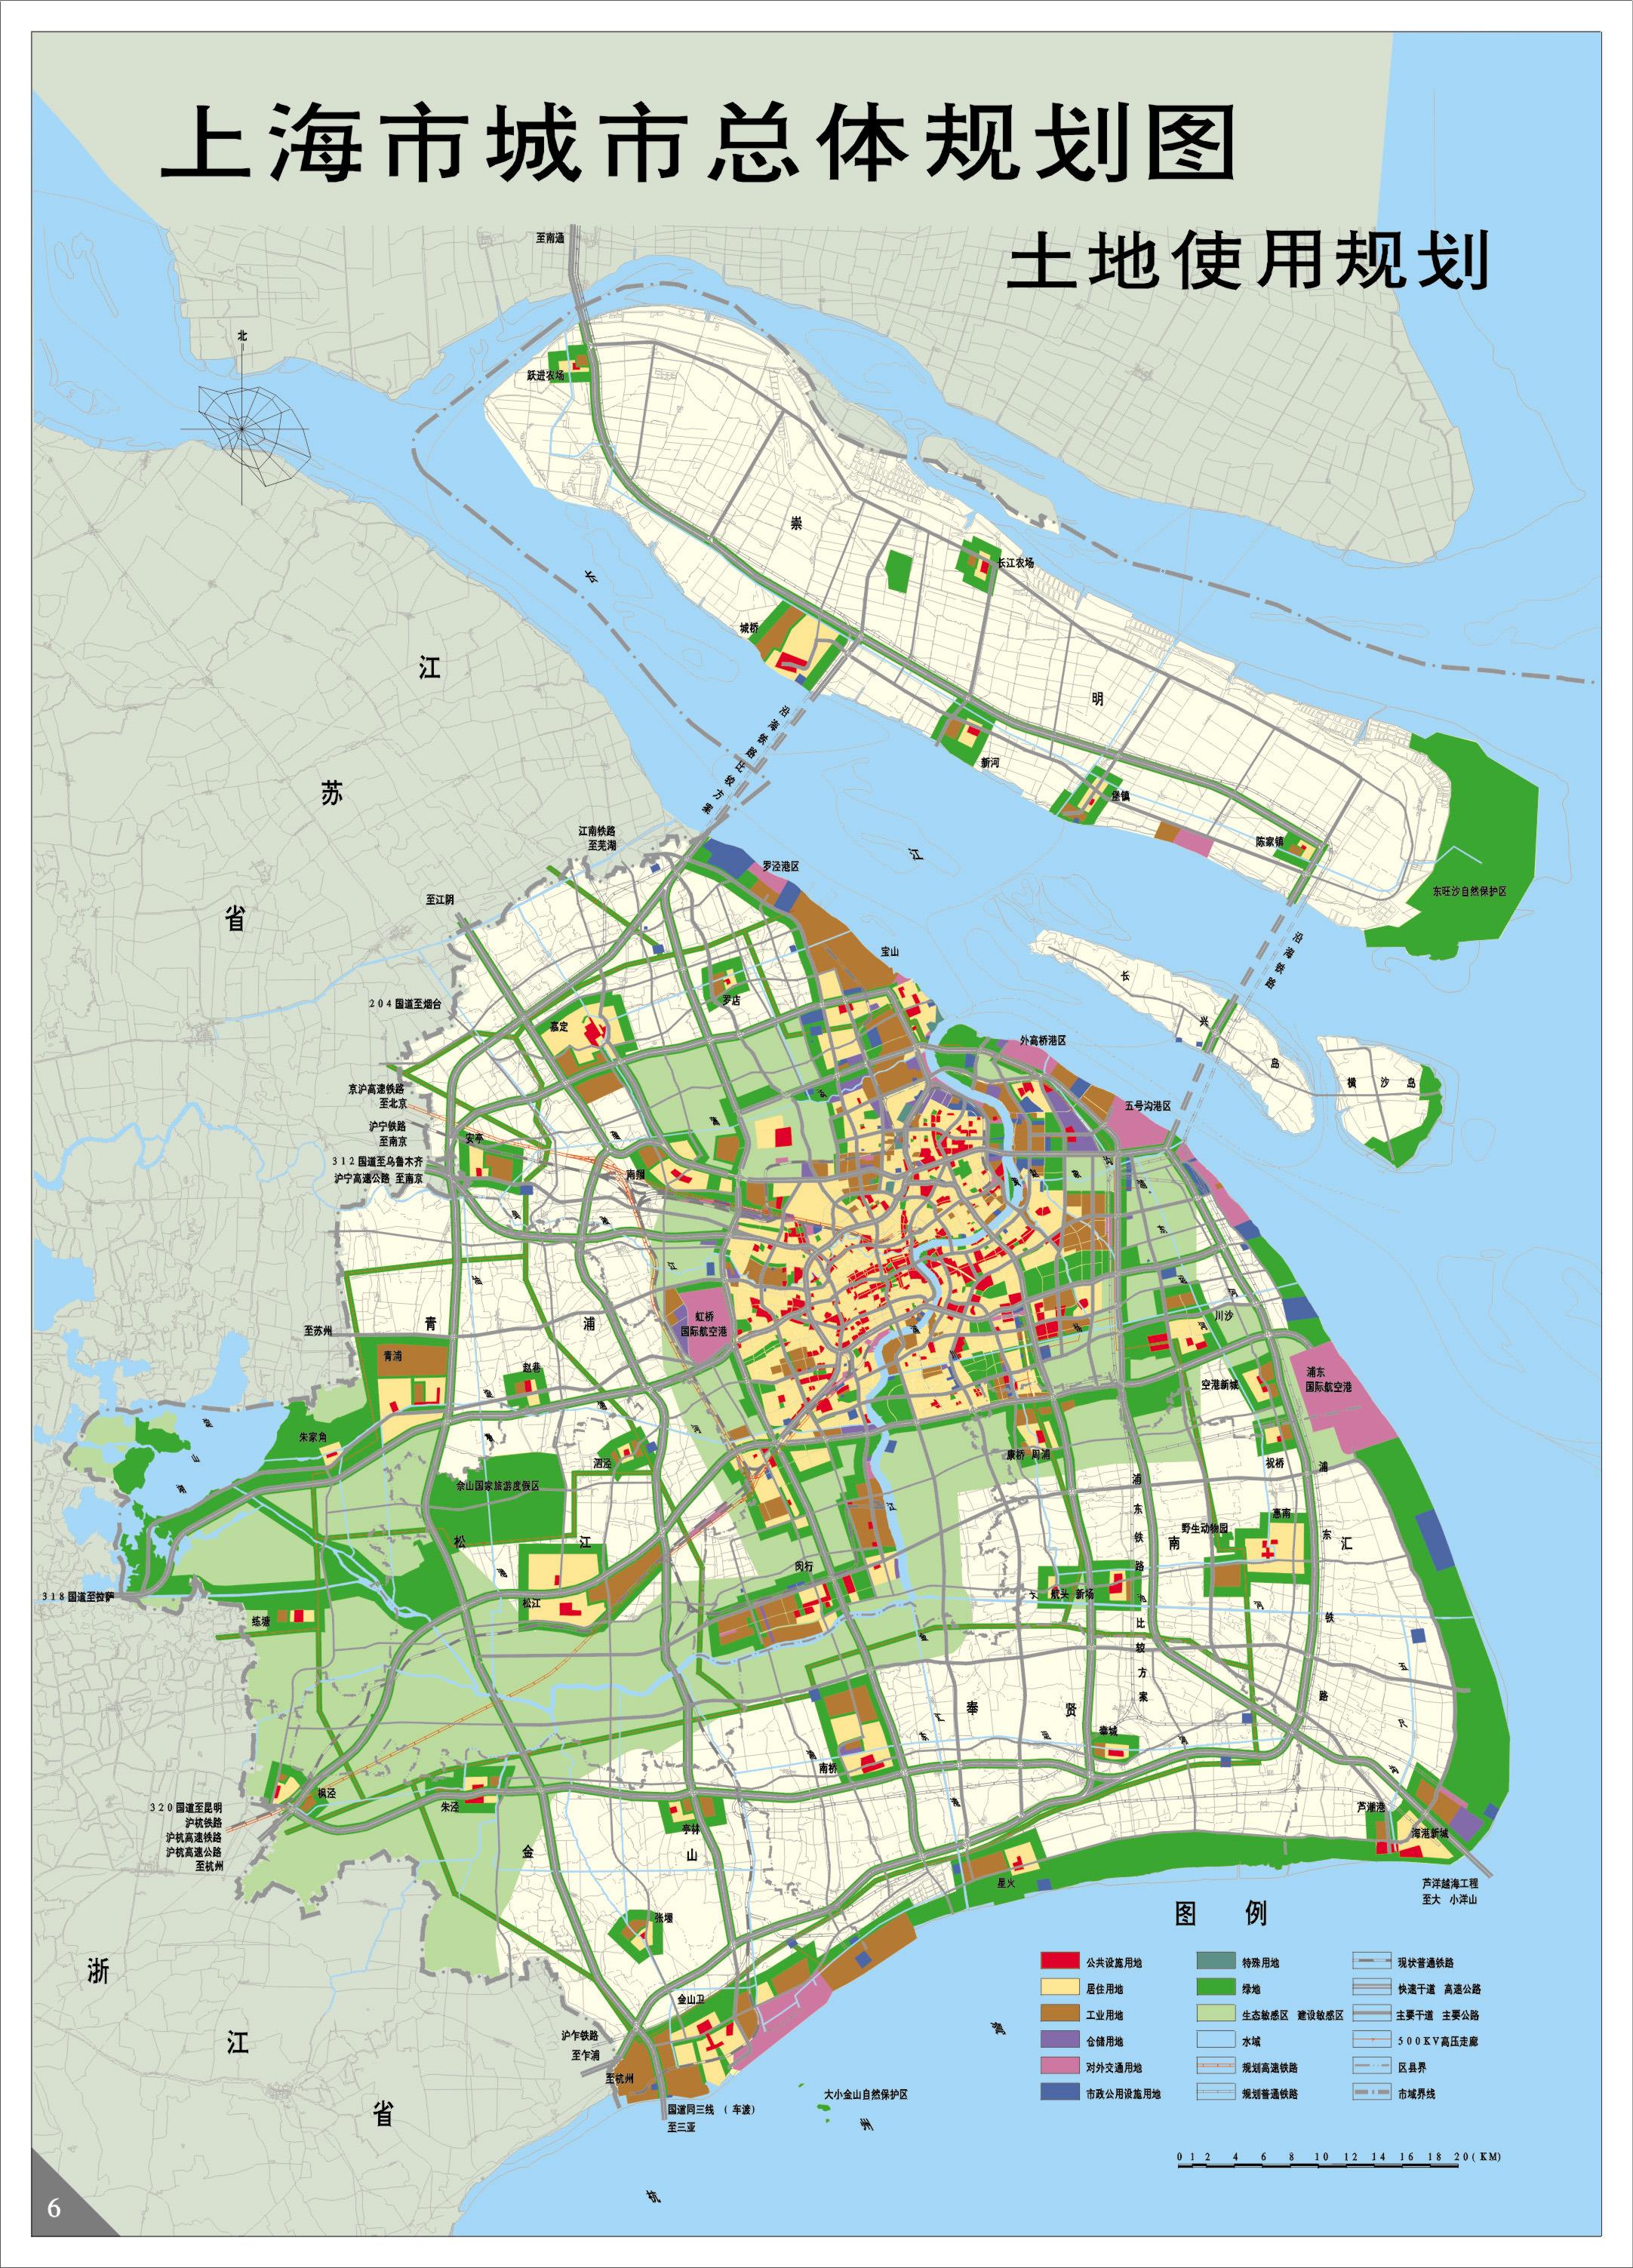 上海市城市总体规划图
土地使用规划
至南通
北
跃进农场
崇
长江农场
长
城桥
江
明
沿海铁路比较方案
新河
苏
堡镇
江南铁路
至芜湖
陈家镇
江
罗泾港区
东旺沙自然保护区
至江阴
省
宝山
沿海铁路
长
204国道至烟台
罗店
嘉定
兴
外高桥港区
岛
横沙岛
京沪高速铁路
至北京
五号沟港区
沪宁铁路
至南京
安亭
312国道至乌鲁木齐
沪宁高速公路 至南京
南翔
虹桥
国际航空港
川沙
至苏州
青
浦
青浦
赵巷
浦东
国际航空港
空港新城
朱家角
泗泾
康桥 周浦
祝桥
佘山国家旅游度假区
浦东铁路比较方案
浦东铁路
惠南
野生动物园
松
江
南
汇
闵行
318国道至拉萨
松江
航头 新场
练塘
奉
贤
奉城
南桥
枫泾
朱泾
320国道至昆明
沪杭铁路
沪杭高速铁路
沪杭高速公路
至杭州
芦潮港
亭林
海港新城
金
山
星火
芦洋越海工程
至大 小洋山
张堰
图 例
浙
公共设施用地
特殊用地
现状普通铁路
居住用地
绿地
快速干道 高速公路
工业用地
生态敏感区 建设敏感区
主要干道 主要公路
仓储用地
水域
500KV高压走廊
对外交通用地
规划高速铁路
区县界
市政公用设施用地
规划普通铁路
市域界线
金山卫
沪乍铁路
至乍浦
江
至杭州
大小金山自然保护区
国道同三线 (车渡)
至三亚
省
湾
州
杭
0 1 2 4 6 8 10 12 14 16 18 20(KM)
6